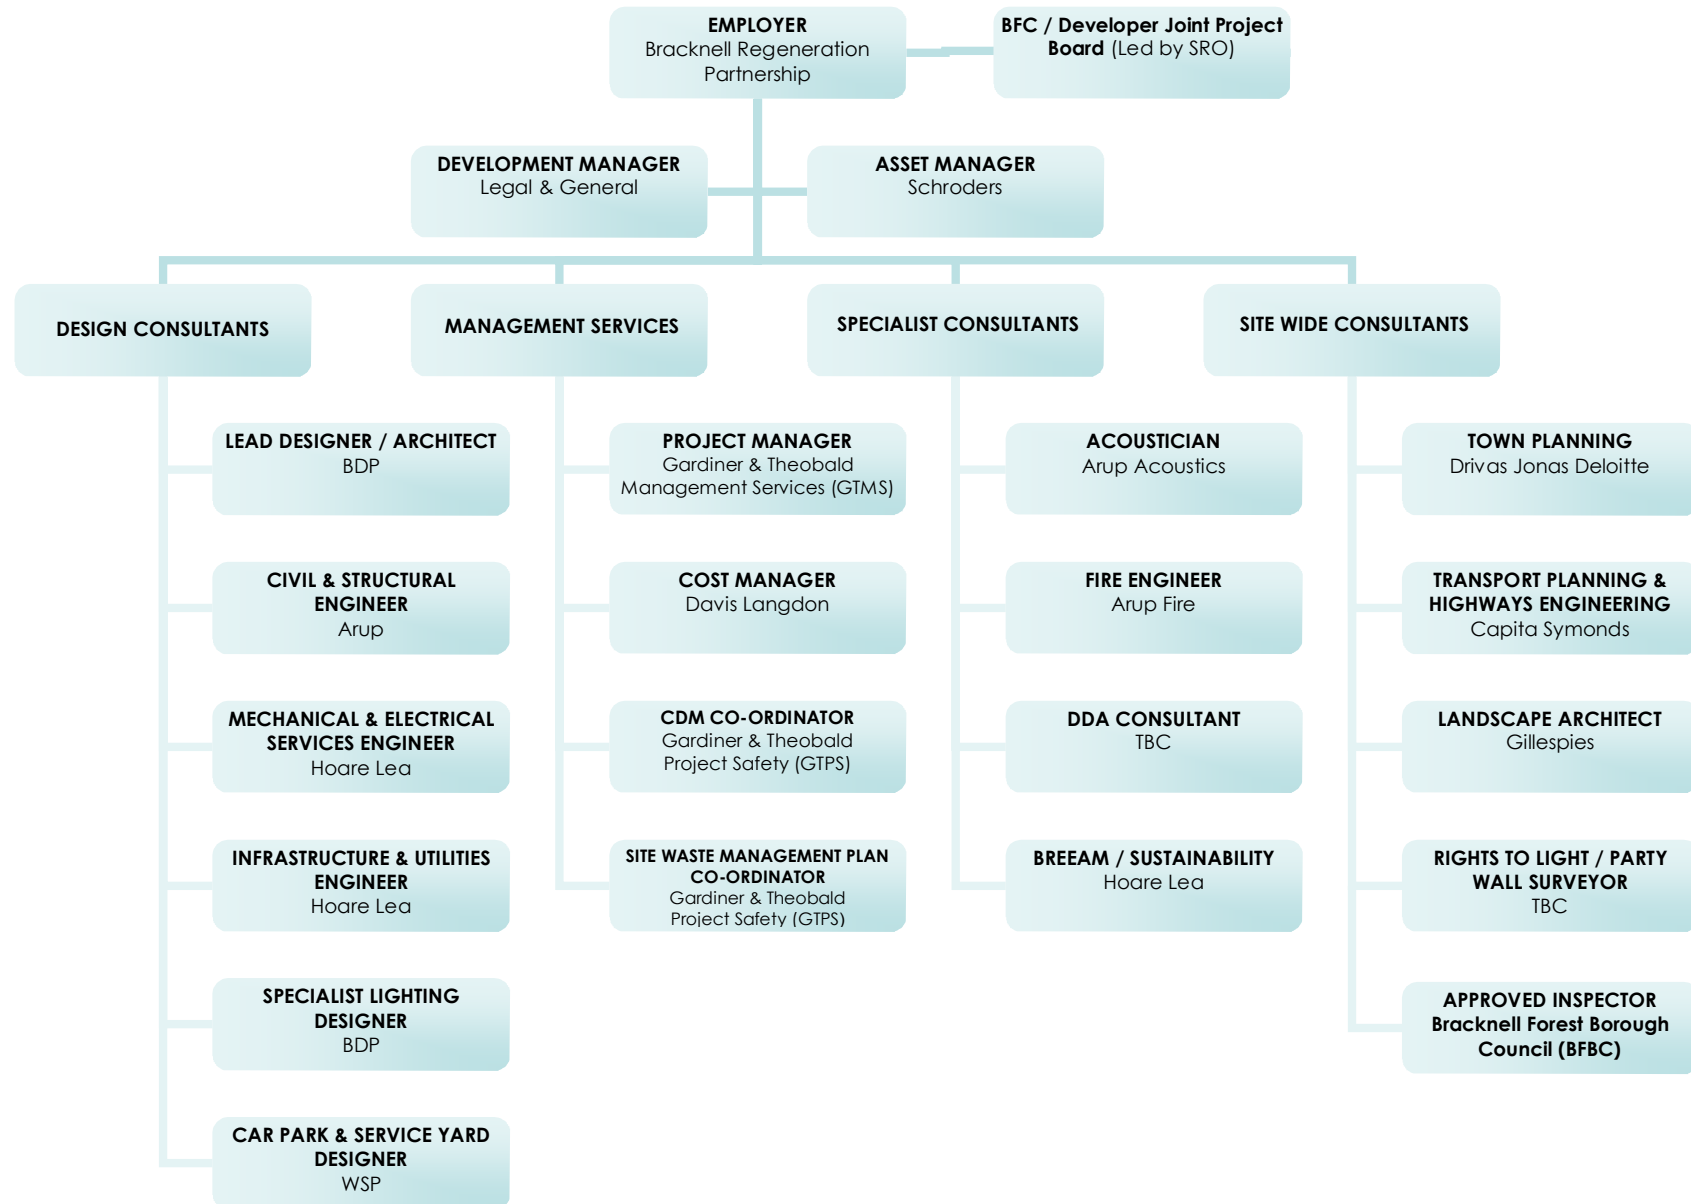 EMPLOYER
Bracknell Regeneration
Partnership
BFC / Developer Joint Project
Board (Led by SRO)
DEVELOPMENT MANAGER
Legal & General
ASSET MANAGER
Schroders
DESIGN CONSULTANTS
MANAGEMENT SERVICES
SPECIALIST CONSULTANTS
SITE WIDE CONSULTANTS
LEAD DESIGNER / ARCHITECT
BDP
CIVIL & STRUCTURAL
ENGINEER
Arup
MECHANICAL & ELECTRICAL
SERVICES ENGINEER
Hoare Lea
INFRASTRUCTURE & UTILITIES
ENGINEER
Hoare Lea
SPECIALIST LIGHTING
DESIGNER
BDP
CAR PARK & SERVICE YARD
DESIGNER
WSP
PROJECT MANAGER
Gardiner & Theobald
Management Services (GTMS)
COST MANAGER
Davis Langdon
CDM CO-ORDINATOR
Gardiner & Theobald
Project Safety (GTPS)
SITE WASTE MANAGEMENT PLAN
CO-ORDINATOR
Gardiner & Theobald
Project Safety (GTPS)
ACOUSTICIAN
Arup Acoustics
FIRE ENGINEER
Arup Fire
DDA CONSULTANT
TBC
BREEAM / SUSTAINABILITY
Hoare Lea
TOWN PLANNING
Drivas Jonas Deloitte
TRANSPORT PLANNING &
HIGHWAYS ENGINEERING
Capita Symonds
LANDSCAPE ARCHITECT
Gillespies
RIGHTS TO LIGHT / PARTY
WALL SURVEYOR
TBC
APPROVED INSPECTOR
Bracknell Forest Borough
Council (BFBC)